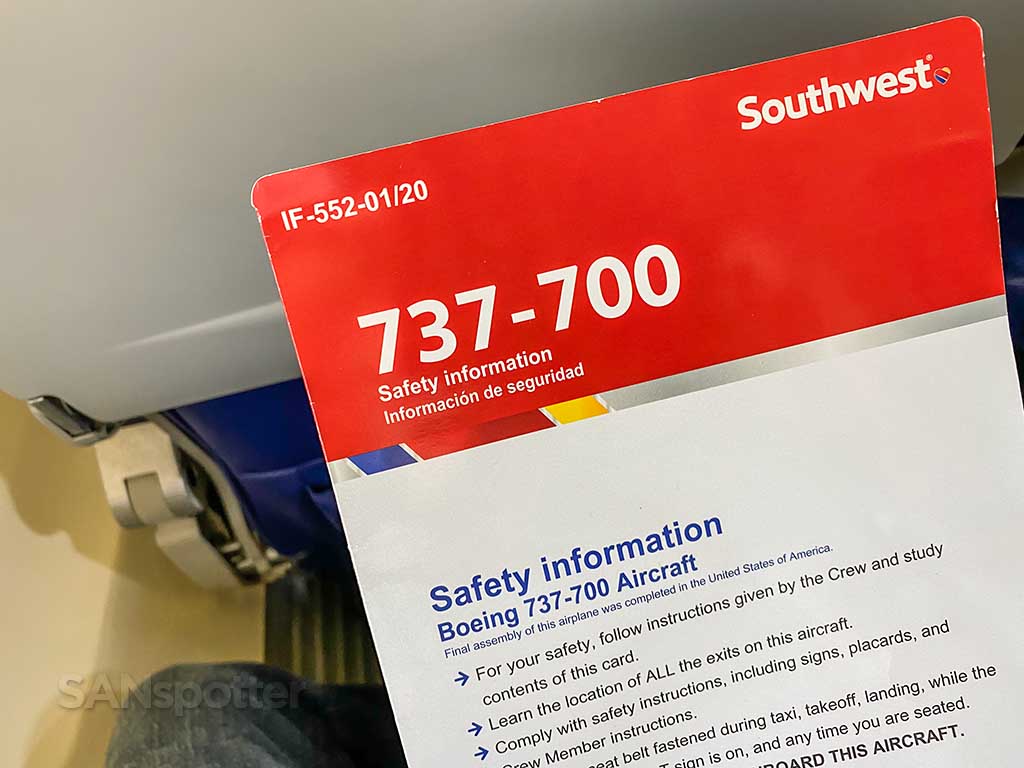 Southwest®
IF-552-01/20
737-700
Safety information
Información de seguridad
Safety information
Boeing 737-700 Aircraft
Final assembly of this airplane was completed in the United States of America.
For your safety, follow instructions given by the Crew and study
contents of this card.
Learn the location of ALL the exits on this aircraft.
Comply with safety instructions, including signs, placards, and
Crew Member instructions.
seat belt fastened during taxi, takeoff, landing, while the
sign is on, and any time you are seated.
THIS AIRCRAFT.
SANspotter